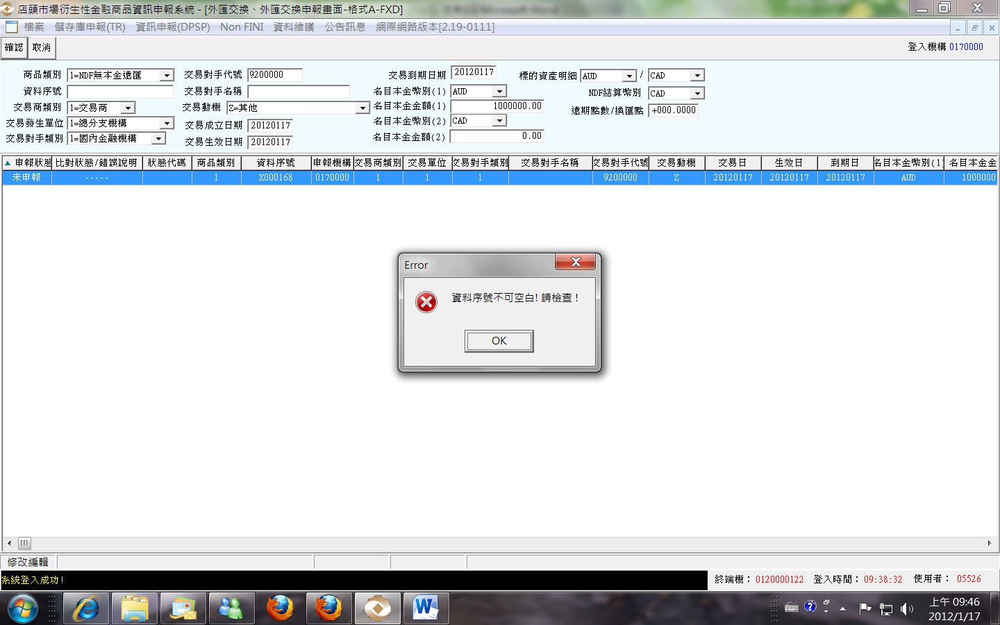 店頭市場衍生性金融商品資訊申報系統 - [外匯交換、外匯交換申報畫面-格式A-FXD]
檔案 儲存庫申報(TR) 資訊申報(DPSP) Non FINI 資料維護 公告訊息 網際網路版本[2.19-0111]
確認 取消 登入機構 0170000
商品類別 1=NDF無本金遠匯 交易對手代號 9200000 交易到期日期 20120117 標的資產明細 AUD / CAD
資料序號 交易對手名稱 名目本金幣別(1) AUD NDF結算幣別 CAD
交易商類別 1=交易商 交易動機 Z=其他 名目本金金額(1) 1000000.00 遠期點數/換匯點 +000.0000
交易發生單位 1=總分支機構 交易成立日期 20120117 名目本金幣別(2) CAD
交易對手類別 1=國內金融機構 交易生效日期 20120117 名目本金金額(2) 0.00
申報狀態 比對狀態/錯誤說明 狀態代碼 商品類別 資料序號 申報機構 交易商類別 交易單位 交易對手類別 交易對手名稱 交易對手代號 交易動機 交易日 生效日 到期日 名目本金幣別(1 名目本金金
未申報 ----- 1 X000168 0170000 1 1 1 9200000 Z 20120117 20120117 20120117 AUD 1000000
Error
資料序號不可空白! 請檢查！
OK
修改編輯
系統登入成功!
終端機： 0120000122 登入時間： 09:38:32 使用者： 05526
上午 09:46
2012/1/17